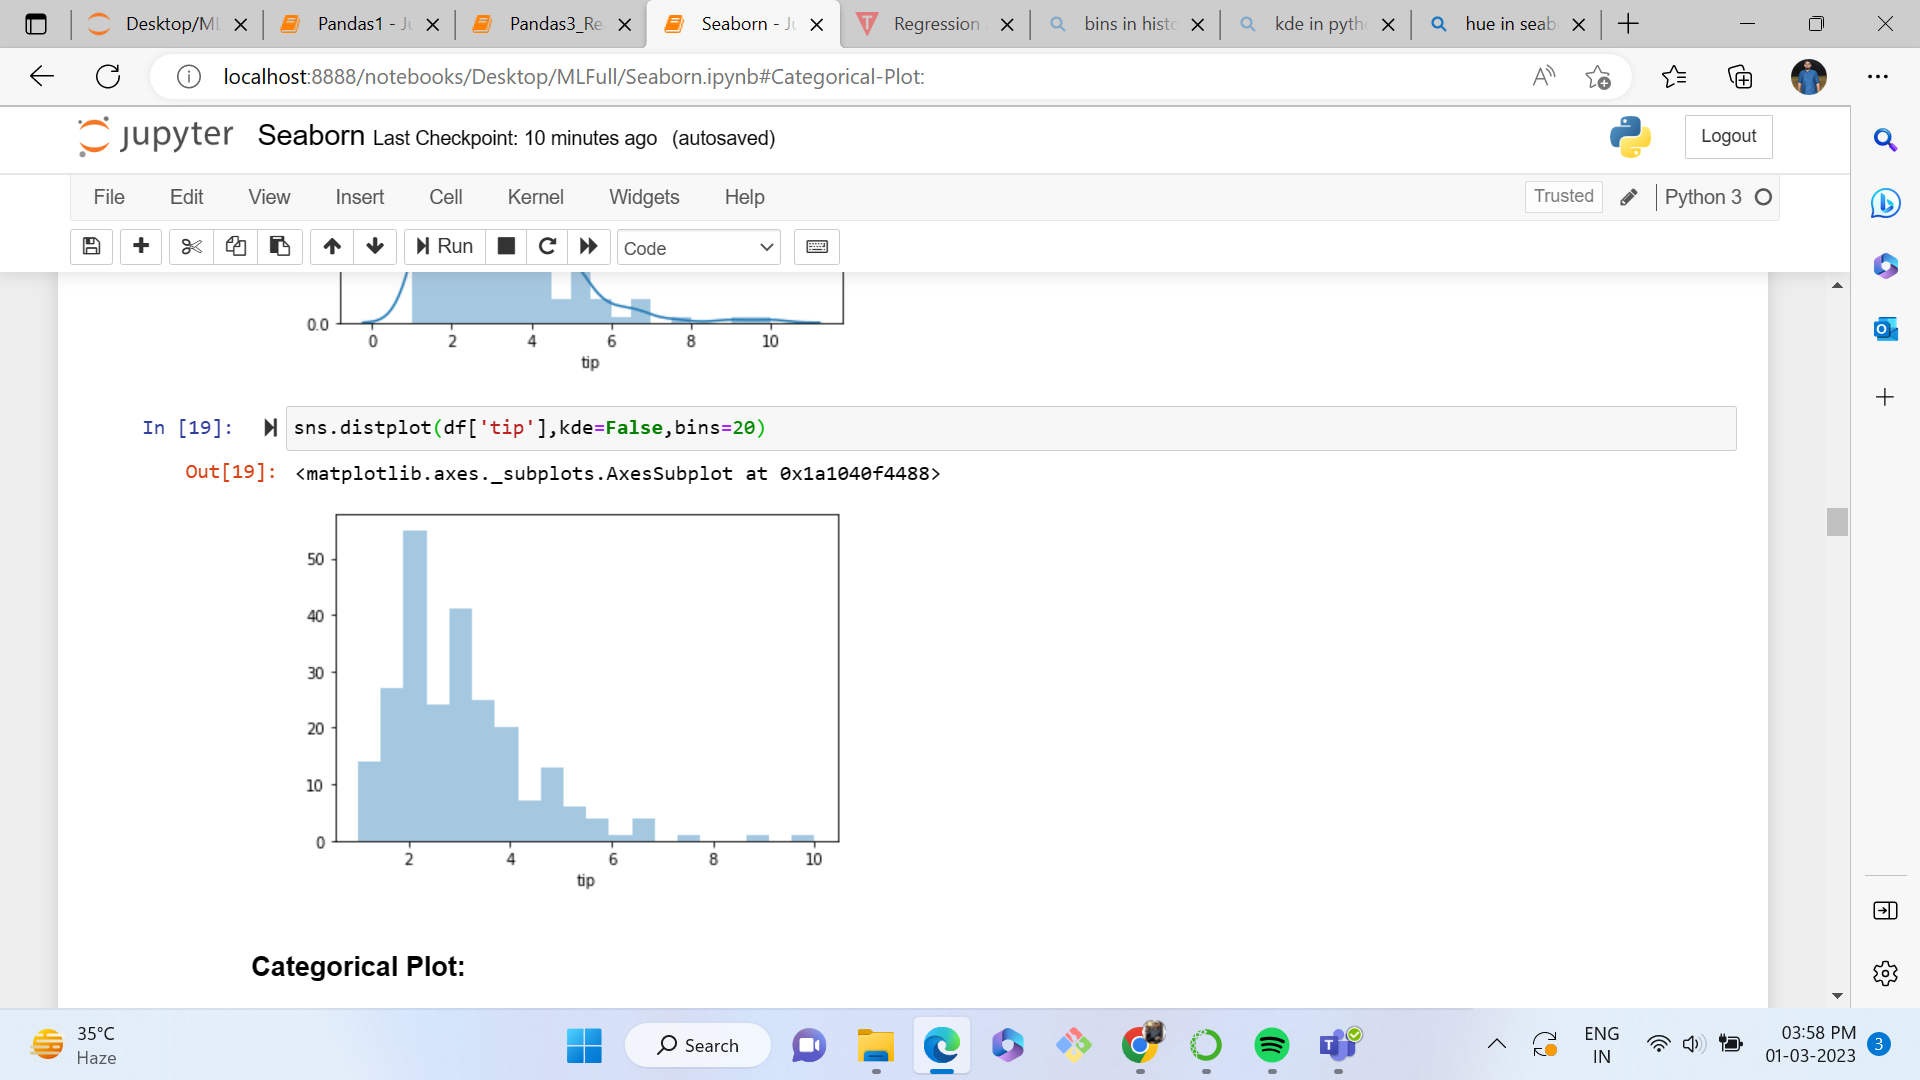 Desktop/ML
Pandas1 - Ju
Pandas3_Re
Seaborn - Ju
Regression
bins in histo
kde in pytho
hue in seab
localhost:8888/notebooks/Desktop/MLFull/Seaborn.ipynb#Categorical-Plot:
jupyter Seaborn Last Checkpoint: 10 minutes ago (autosaved)
Logout
File Edit View Insert Cell Kernel Widgets Help
Trusted
Python 3
Run
Code
0.0
0 2 4 6 8 10
tip
In [19]: sns.distplot(df['tip'],kde=False,bins=20)
Out[19]: <matplotlib.axes._subplots.AxesSubplot at 0x1a1040f4488>
50
40
30
20
10
0
2 4 6 8 10
tip
Categorical Plot:
35°C
Haze
Search
ENG
IN
03:58 PM
01-03-2023
3